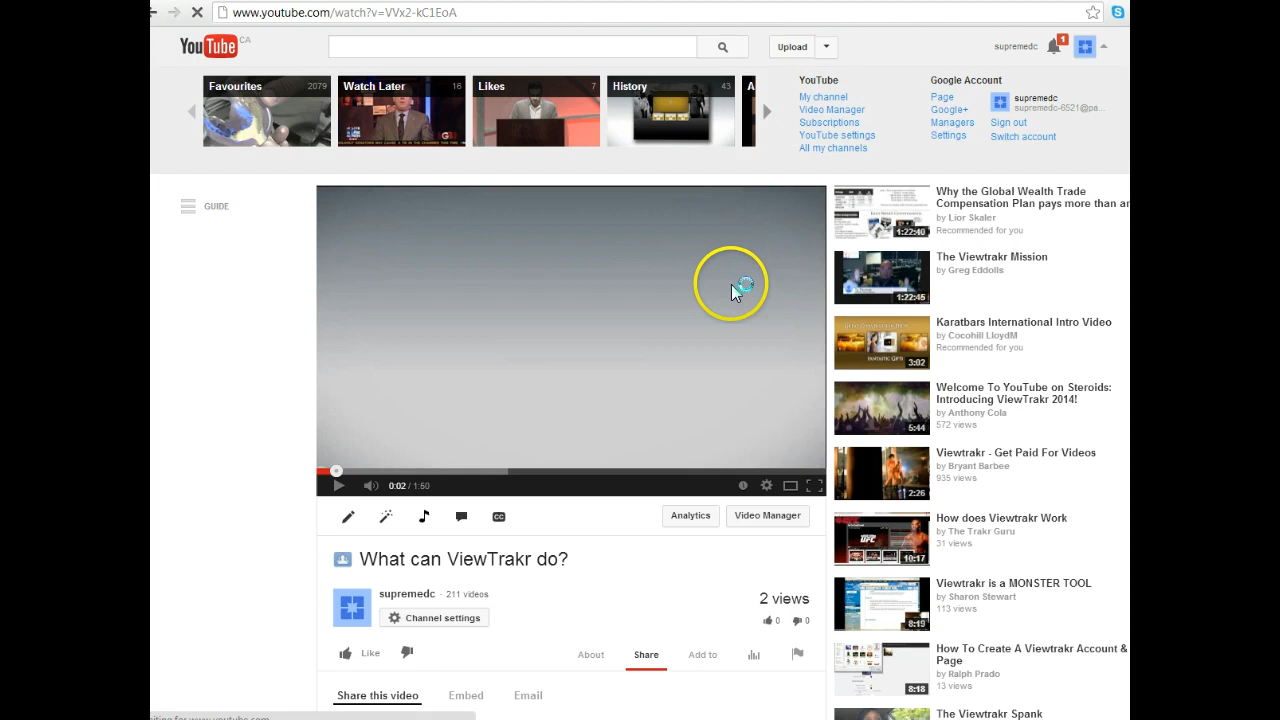 www.youtube.com/watch?v=VVx2-kC1EoA
YouTube CA
Upload
supremedc
1
Favourites 2079
Watch Later 16
Likes 7
History 43
A
YouTube
My channel
Video Manager
Subscriptions
YouTube settings
All my channels
Google Account
Page
Google+
Managers
Settings
supremedc
supremedc-6521@pa...
Sign out
Switch account
GUIDE
0:02 / 1:50
CC
Analytics
Video Manager
What can ViewTrakr do?
supremedc · 211 videos
Channel settings
2 views
0 0
Like
About
Share
Add to
Share this video
Embed
Email
Why the Global Wealth Trade
Compensation Plan pays more than an
by Lior Skaler
Recommended for you
1:22:40
The Viewtrakr Mission
by Greg Eddolls
1:22:45
Karatbars International Intro Video
by Cocohill LloydM
Recommended for you
3:02
Welcome To YouTube on Steroids:
Introducing ViewTrakr 2014!
by Anthony Cola
572 views
5:44
Viewtrakr - Get Paid For Videos
by Bryant Barbee
935 views
2:26
How does Viewtrakr Work
by The Trakr Guru
31 views
10:17
Viewtrakr is a MONSTER TOOL
by Sharon Stewart
113 views
8:19
How To Create A Viewtrakr Account &
Page
by Ralph Prado
13 views
8:18
The Viewtrakr Spank